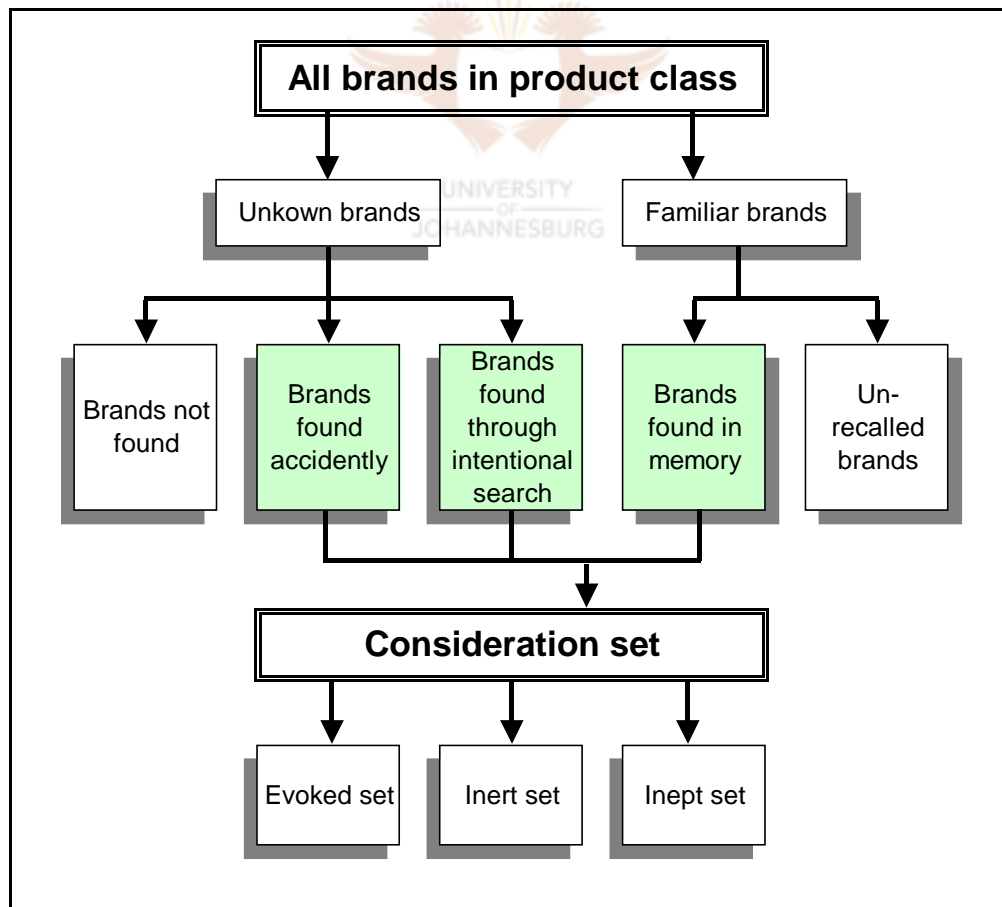 All brands in product class
UNIVERSITY
OF
JOHANNESBURG
Unkown brands
Familiar brands
Brands not
found
Brands
found
accidently
Brands
found
through
intentional
search
Brands
found in
memory
Un-
recalled
brands
Consideration set
Evoked set
Inert set
Inept set